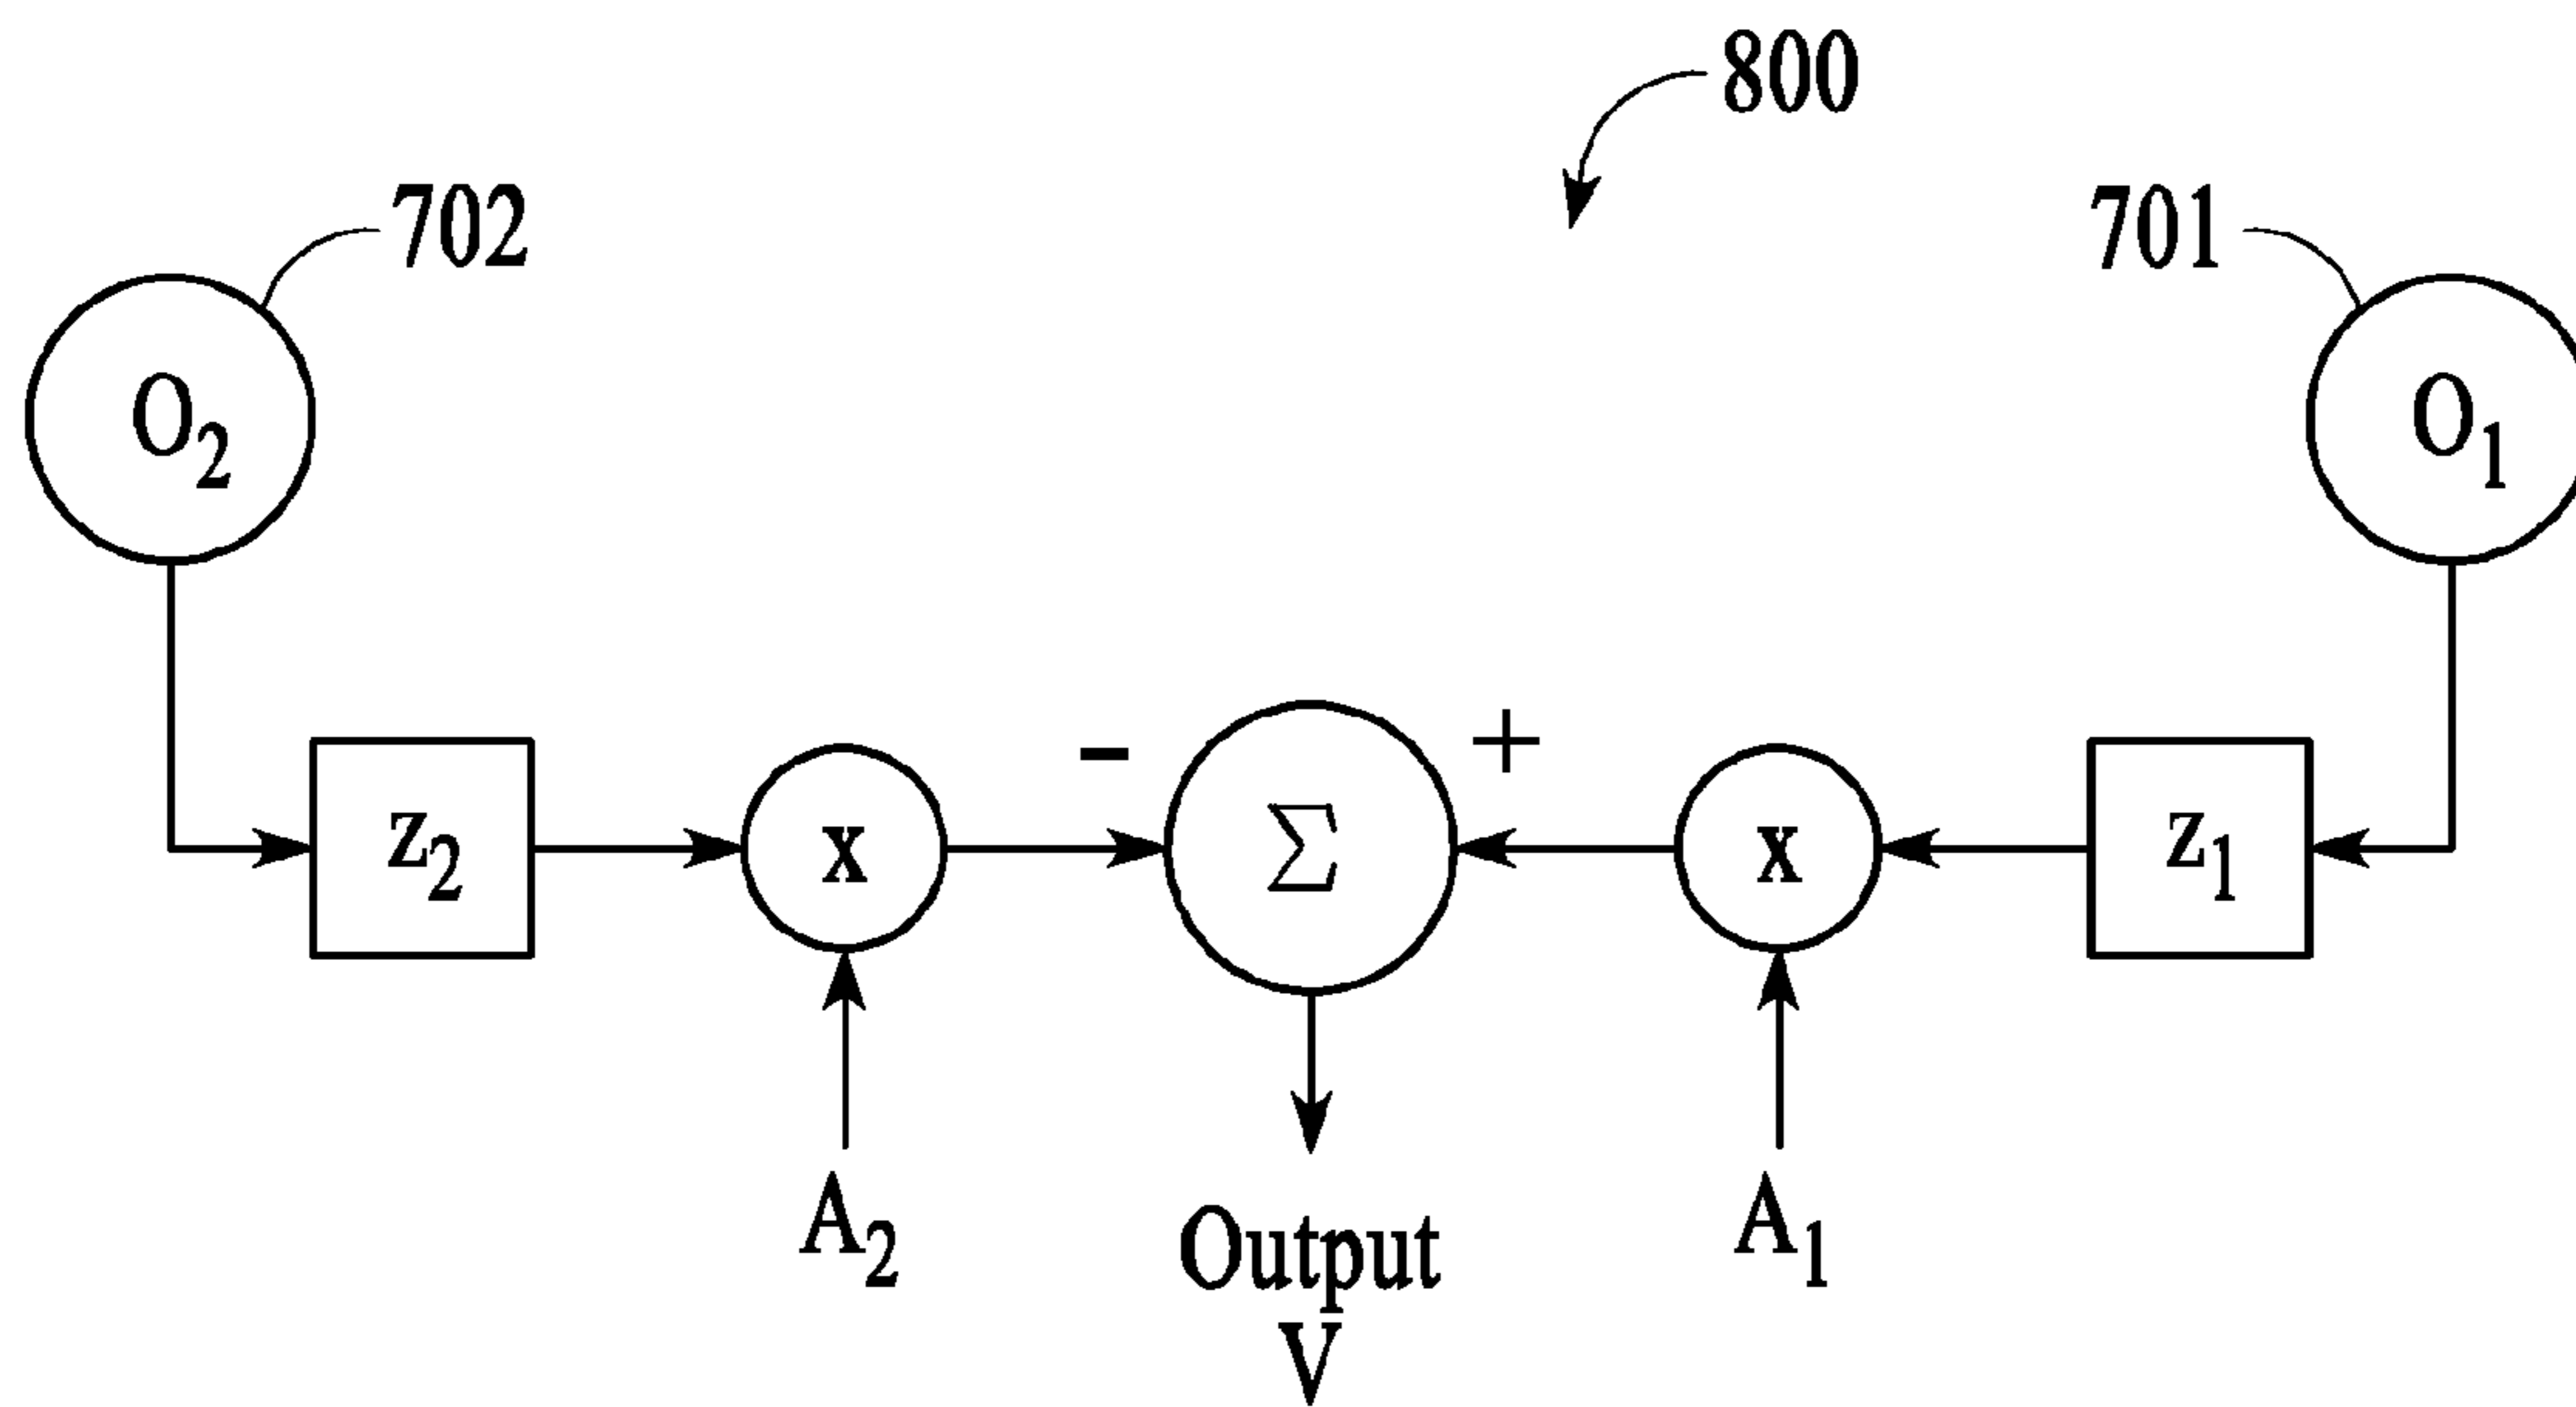 800
702
701
O2
O1
- +
z2
x
Σ
x
z1
A2
Output
V
A1